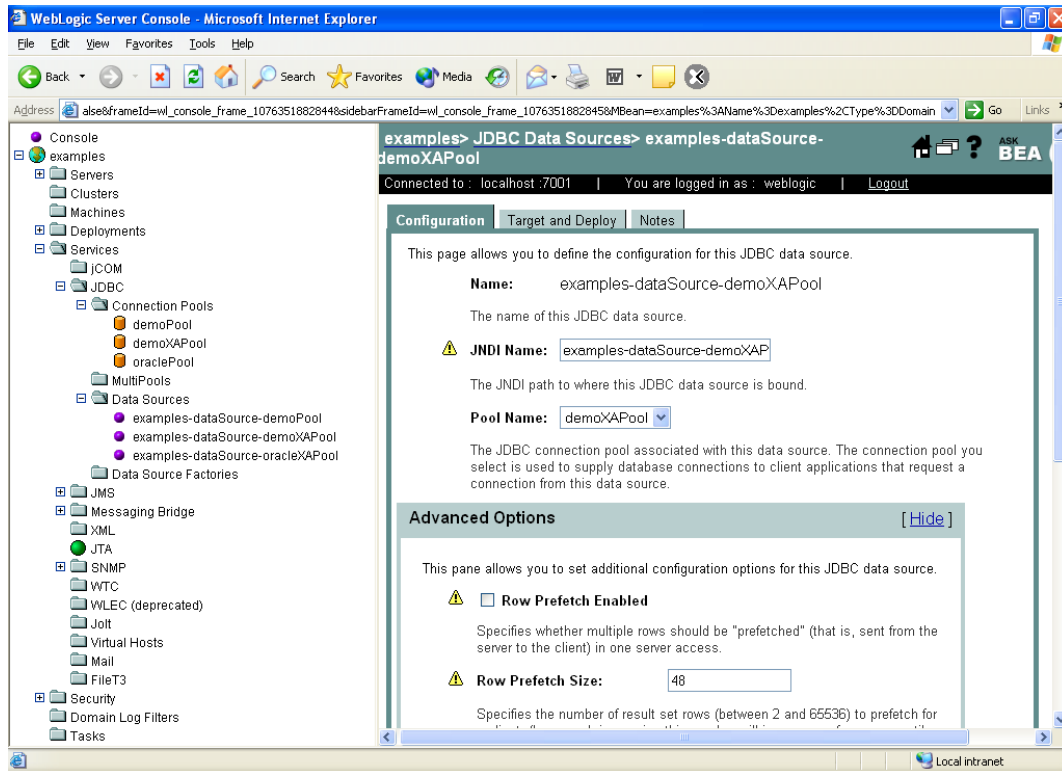 WebLogic Server Console - Microsoft Internet Explorer
File Edit View Favorites Tools Help
Back Search Favorites Media
Address alse&frameId=wl_console_frame_1076351882844&sidebarFrameId=wl_console_frame_1076351882845&MBean=examples%3AName%3Dexamples%2CType%3DDomain Go Links
Console
examples
Servers
Clusters
Machines
Deployments
Services
jCOM
JDBC
Connection Pools
demoPool
demoXAPool
oraclePool
MultiPools
Data Sources
examples-dataSource-demoPool
examples-dataSource-demoXAPool
examples-dataSource-oracleXAPool
Data Source Factories
JMS
Messaging Bridge
XML
JTA
SNMP
WTC
WLEC (deprecated)
Jolt
Virtual Hosts
Mail
FileT3
Security
Domain Log Filters
Tasks
examples> JDBC Data Sources> examples-dataSource-
demoXAPool
? ASK
BEA
Connected to : localhost :7001 | You are logged in as : weblogic | Logout
Configuration Target and Deploy Notes
This page allows you to define the configuration for this JDBC data source.
Name: examples-dataSource-demoXAPool
The name of this JDBC data source.
JNDI Name: examples-dataSource-demoXAP
The JNDI path to where this JDBC data source is bound.
Pool Name: demoXAPool
The JDBC connection pool associated with this data source. The connection pool you
select is used to supply database connections to client applications that request a
connection from this data source.
Advanced Options [ Hide ]
This pane allows you to set additional configuration options for this JDBC data source.
Row Prefetch Enabled
Specifies whether multiple rows should be "prefetched" (that is, sent from the
server to the client) in one server access.
Row Prefetch Size: 48
Specifies the number of result set rows (between 2 and 65536) to prefetch for
Local intranet